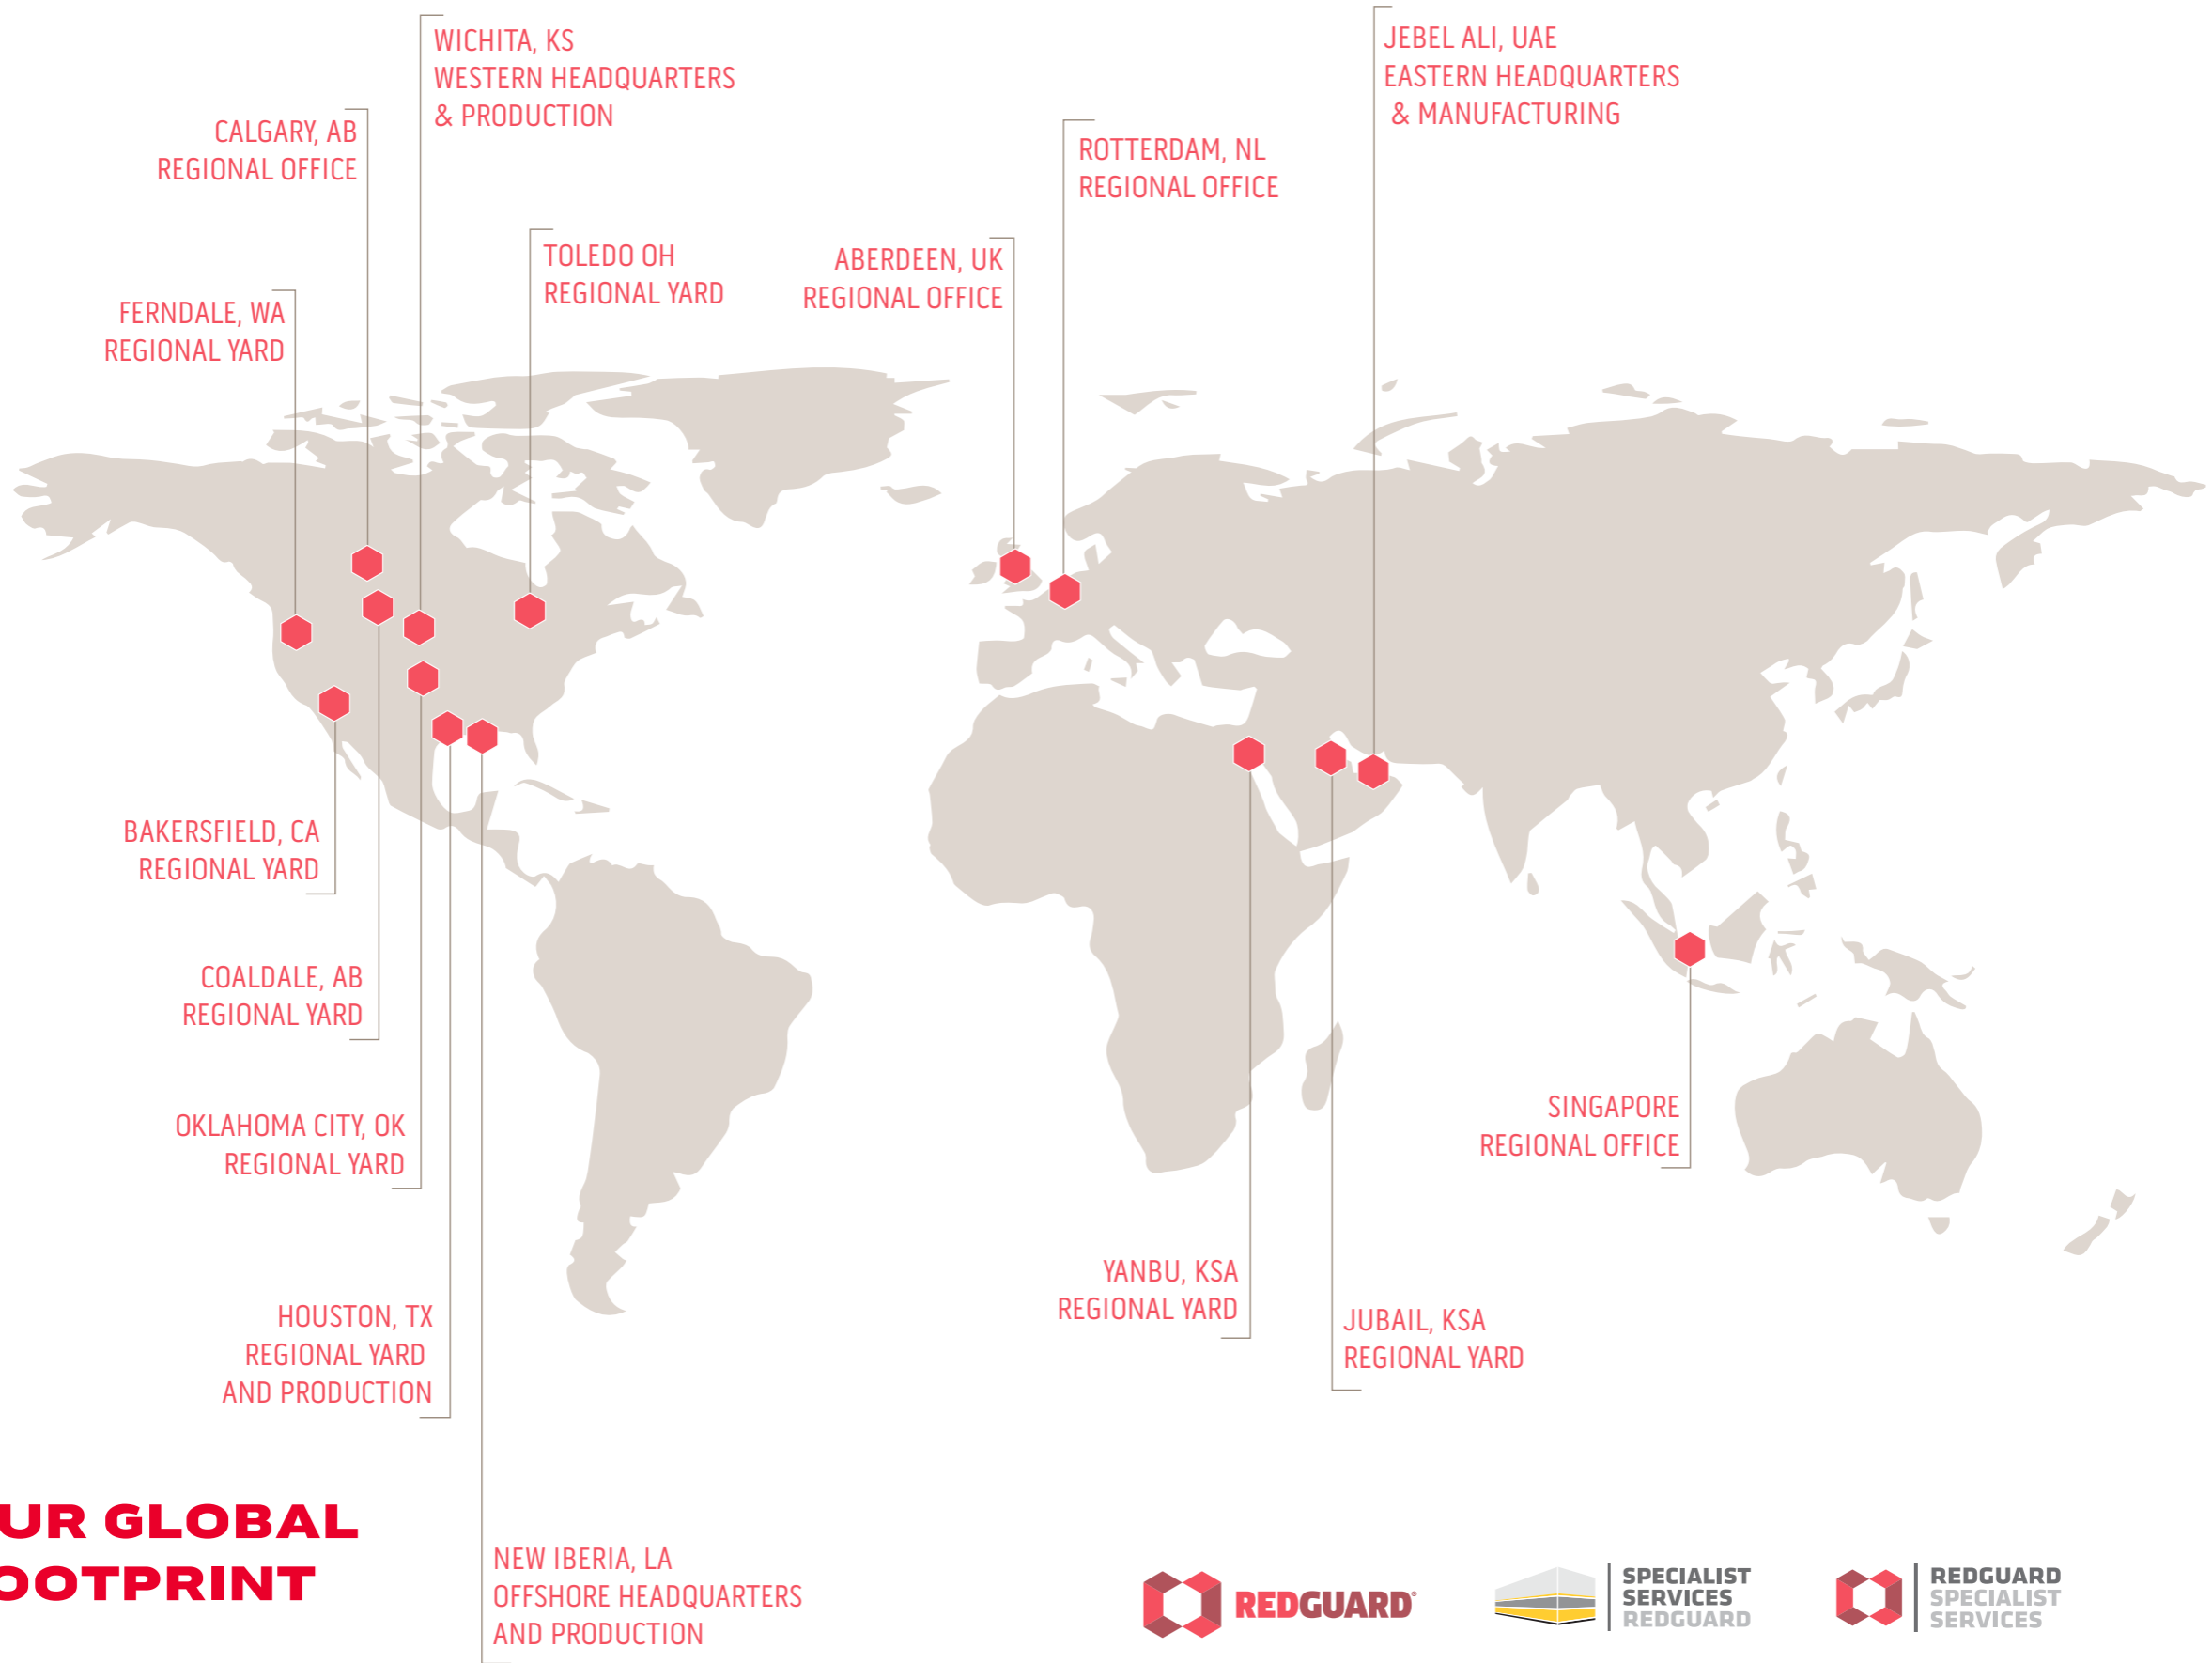 WICHITA, KS
WESTERN HEADQUARTERS
& PRODUCTION
JEBEL ALI, UAE
EASTERN HEADQUARTERS
& MANUFACTURING
CALGARY, AB
REGIONAL OFFICE
ROTTERDAM, NL
REGIONAL OFFICE
TOLEDO OH
REGIONAL YARD
ABERDEEN, UK
REGIONAL OFFICE
FERNDALE, WA
REGIONAL YARD
BAKERSFIELD, CA
REGIONAL YARD
COALDALE, AB
REGIONAL YARD
OKLAHOMA CITY, OK
REGIONAL YARD
SINGAPORE
REGIONAL OFFICE
YANBU, KSA
REGIONAL YARD
HOUSTON, TX
REGIONAL YARD
AND PRODUCTION
JUBAIL, KSA
REGIONAL YARD
UR GLOBAL
OOTPRINT
NEW IBERIA, LA
OFFSHORE HEADQUARTERS
AND PRODUCTION
REDGUARD®
SPECIALIST
SERVICES
REDGUARD
REDGUARD
SPECIALIST
SERVICES